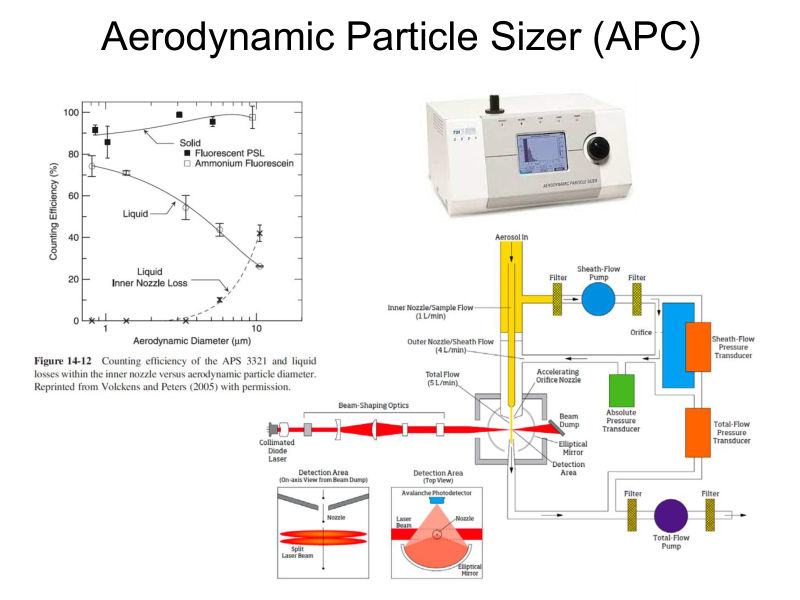 Aerodynamic Particle Sizer (APC)
100
80
60
40
20
0
Counting Efficiency (%)
Solid
Fluorescent PSL
Ammonium Fluorescein
Liquid
Liquid
Inner Nozzle Loss
1
10
Aerodynamic Diameter (μm)
Figure 14-12 Counting efficiency of the APS 3321 and liquid
losses within the inner nozzle versus aerodynamic particle diameter.
Reprinted from Volckens and Peters (2005) with permission.
TSI
AERODYNAMIC PARTICLE SIZER
Aerosol In
Filter
Sheath-Flow
Pump
Filter
Inner Nozzle/Sample Flow
(1 L/min)
Orifice
Sheath-Flow
Pressure
Transducer
Outer Nozzle/Sheath Flow
(4 L/min)
Total Flow
(5 L/min)
Accelerating
Orifice Nozzle
Absolute
Pressure
Transducer
Total-Flow
Pressure
Transducer
Beam-Shaping Optics
Beam
Dump
Collimated
Diode
Laser
Elliptical
Mirror
Detection
Area
Detection Area
(On-axis View from Beam Dump)
Nozzle
Split
Laser Beam
Detection Area
(Top View)
Avalanche Photodetector
Laser
Beam
Nozzle
Elliptical
Mirror
Filter
Filter
Total-Flow
Pump